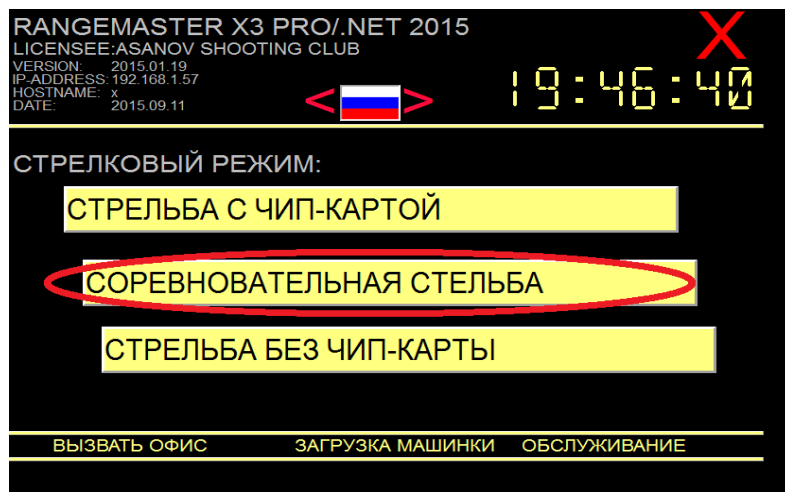 RANGEMASTER X3 PRO/.NET 2015
LICENSEE:ASANOV SHOOTING CLUB
VERSION: 2015.01.19
IP-ADDRESS: 192.168.1.57
HOSTNAME: x
DATE: 2015.09.11
X
< >
19:46:40
СТРЕЛКОВЫЙ РЕЖИМ:
СТРЕЛЬБА С ЧИП-КАРТОЙ
СОРЕВНОВАТЕЛЬНАЯ СТЕЛЬБА
СТРЕЛЬБА БЕЗ ЧИП-КАРТЫ
ВЫЗВАТЬ ОФИС ЗАГРУЗКА МАШИНКИ ОБСЛУЖИВАНИЕ